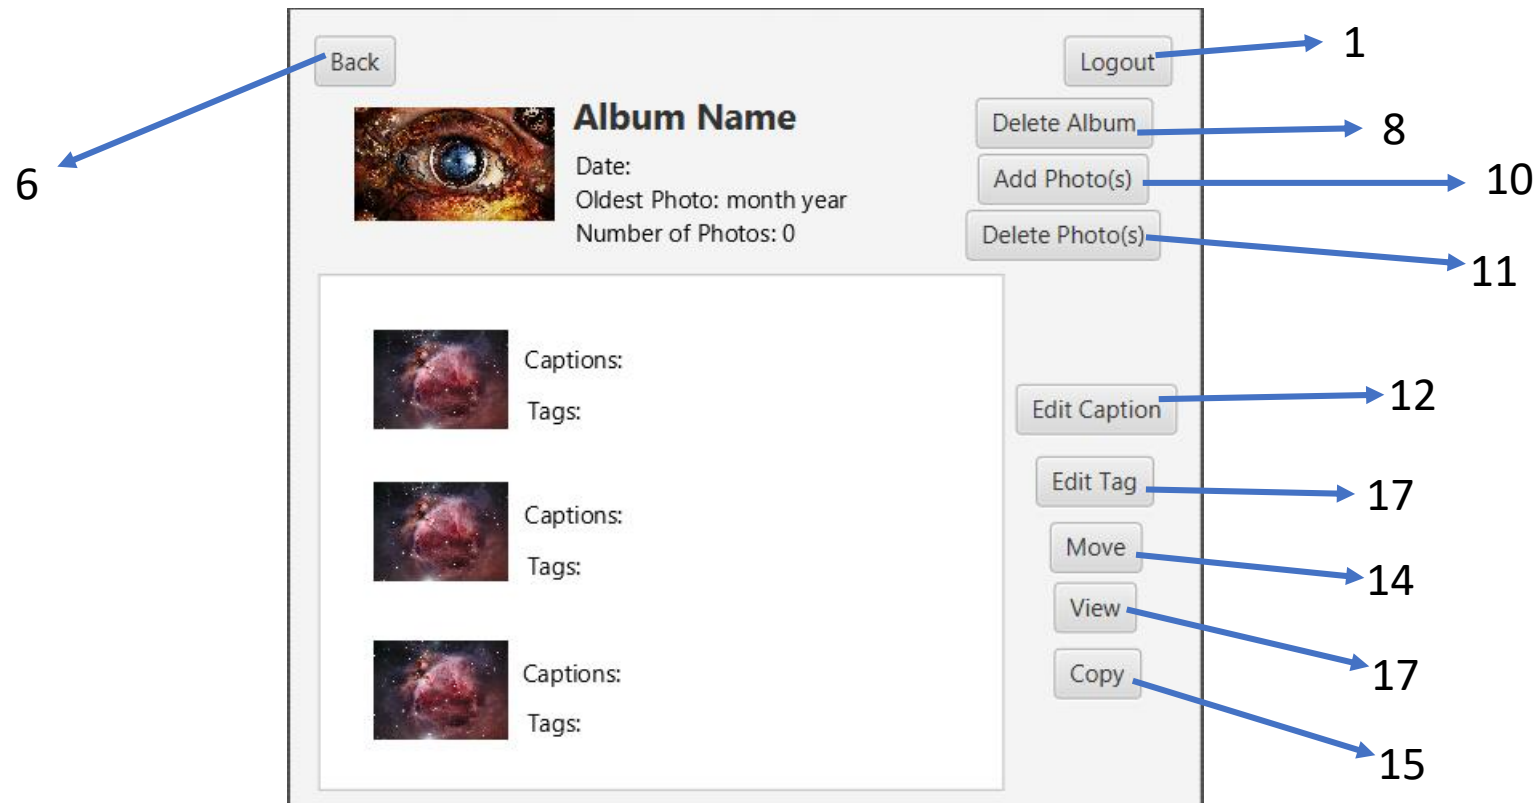 Back
Logout
1
Album Name
Delete Album
8
Date:
Add Photo(s)
10
6
Oldest Photo: month year
Number of Photos: 0
Delete Photo(s)
11
Captions:
Tags:
Edit Caption
12
Edit Tag
17
Captions:
Tags:
Move
14
View
17
Captions:
Tags:
Copy
15